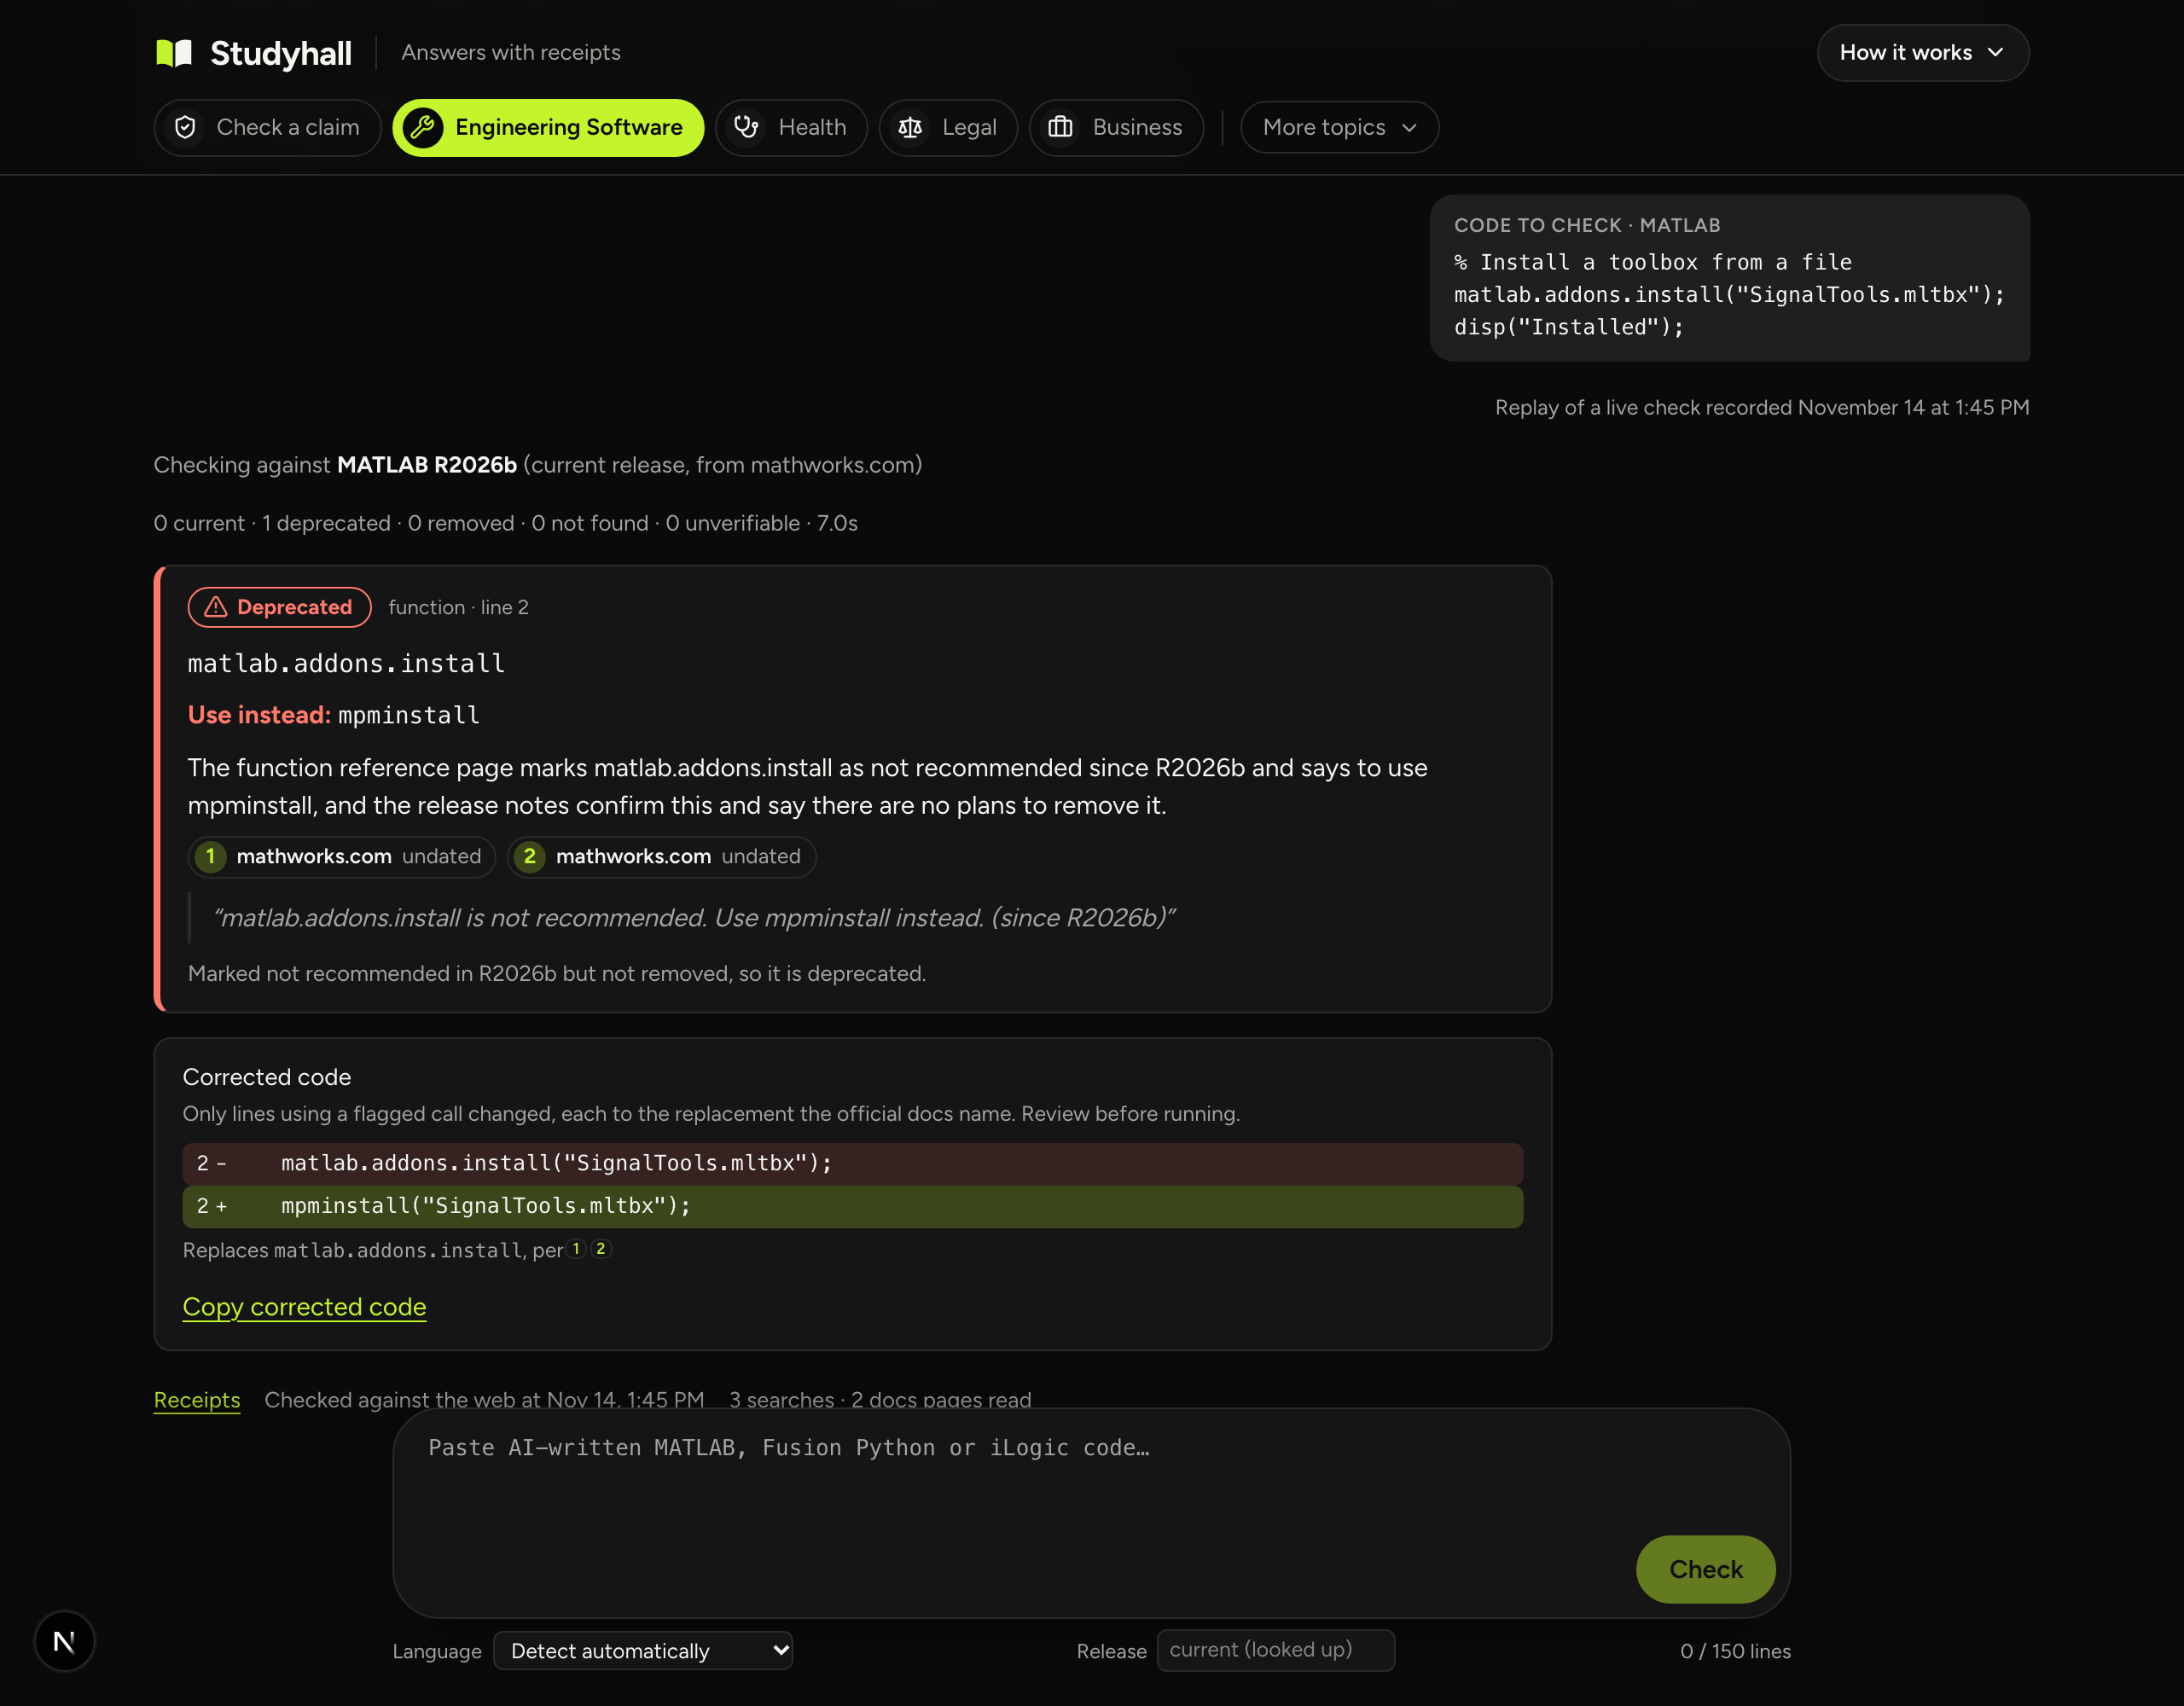 Studyhall
Answers with receipts
How it works
Check a claim
Engineering Software
Health
Legal
Business
More topics
CODE TO CHECK · MATLAB
% Install a toolbox from a file
matlab.addons.install("SignalTools.mltbx");
disp("Installed");
Replay of a live check recorded November 14 at 1:45 PM
Checking against MATLAB R2026b (current release, from mathworks.com)
0 current · 1 deprecated · 0 removed · 0 not found · 0 unverifiable · 7.0s
Deprecated function · line 2
matlab.addons.install
Use instead: mpminstall
The function reference page marks matlab.addons.install as not recommended since R2026b and says to use
mpminstall, and the release notes confirm this and say there are no plans to remove it.
1 mathworks.com undated 2 mathworks.com undated
“matlab.addons.install is not recommended. Use mpminstall instead. (since R2026b)”
Marked not recommended in R2026b but not removed, so it is deprecated.
Corrected code
Only lines using a flagged call changed, each to the replacement the official docs name. Review before running.
2 - matlab.addons.install("SignalTools.mltbx");
2 + mpminstall("SignalTools.mltbx");
Replaces matlab.addons.install, per 1 2
Copy corrected code
Receipts Checked against the web at Nov 14, 1:45 PM 3 searches · 2 docs pages read
Paste AI-written MATLAB, Fusion Python or iLogic code…
Check
N
Language Detect automatically
Release current (looked up)
0 / 150 lines